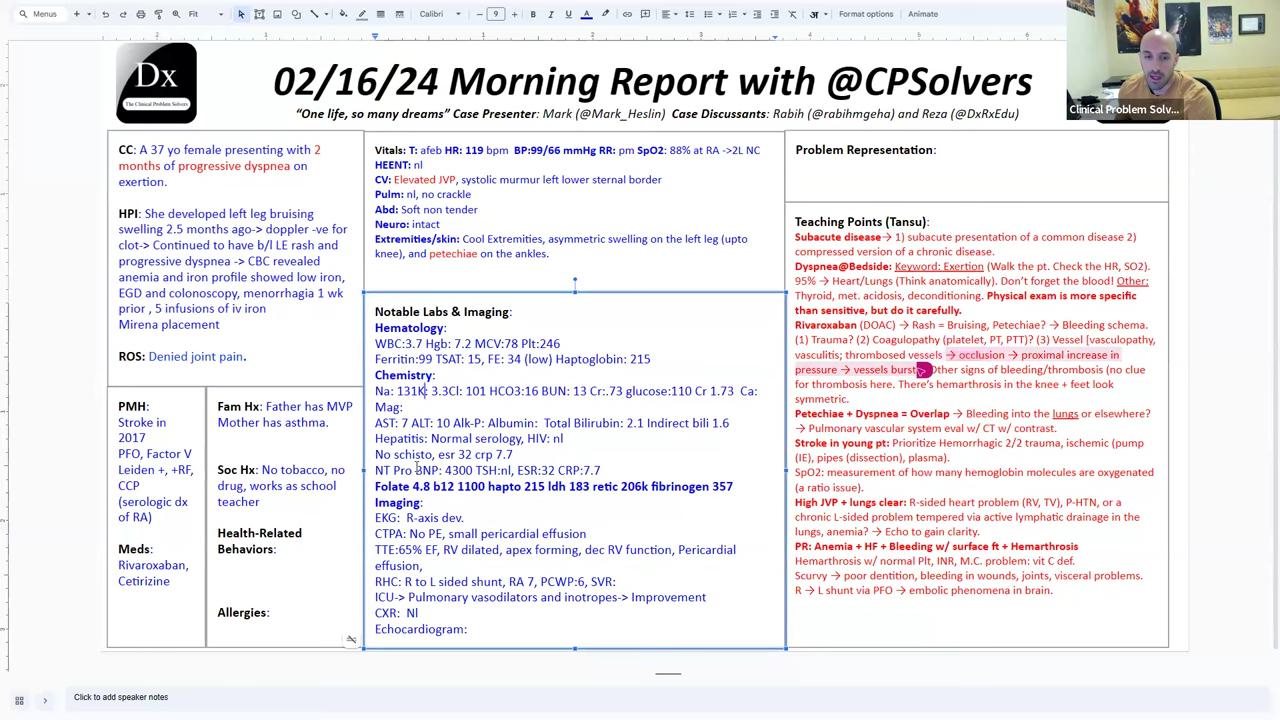 Menus
Fit
Calibri
9
B
I
U
A
Format options
Animate
2
1
1
2
3
4
5
6
Clinical Problem Solv...
Dx
The Clinical Problem Solvers
02/16/24 Morning Report with @CPSolvers
“One life, so many dreams” Case Presenter: Mark (@Mark_Heslin) Case Discussants: Rabih (@rabihmgeha) and Reza (@DxRxEdu)
CC: A 37 yo female presenting with 2
months of progressive dyspnea on
exertion.
HPI: She developed left leg bruising
swelling 2.5 months ago-> doppler -ve for
clot-> Continued to have b/l LE rash and
progressive dyspnea -> CBC revealed
anemia and iron profile showed low iron,
EGD and colonoscopy, menorrhagia 1 wk
prior , 5 infusions of iv iron
Mirena placement
ROS: Denied joint pain.
PMH:
Stroke in
2017
PFO, Factor V
Leiden +, +RF,
CCP
(serologic dx
of RA)
Meds:
Rivaroxaban,
Cetirizine
Fam Hx: Father has MVP
Mother has asthma.
Soc Hx: No tobacco, no
drug, works as school
teacher
Health-Related
Behaviors:
Allergies:
Vitals: T: afeb HR: 119 bpm BP:99/66 mmHg RR: pm SpO2: 88% at RA ->2L NC
HEENT: nl
CV: Elevated JVP, systolic murmur left lower sternal border
Pulm: nl, no crackle
Abd: Soft non tender
Neuro: intact
Extremities/skin: Cool Extremities, asymmetric swelling on the left leg (upto
knee), and petechiae on the ankles.
Notable Labs & Imaging:
Hematology:
WBC:3.7 Hgb: 7.2 MCV:78 Plt:246
Ferritin:99 TSAT: 15, FE: 34 (low) Haptoglobin: 215
Chemistry:
Na: 131K: 3.3Cl: 101 HCO3:16 BUN: 13 Cr:.73 glucose:110 Cr 1.73 Ca:
Mag:
AST: 7 ALT: 10 Alk-P: Albumin: Total Bilirubin: 2.1 Indirect bili 1.6
Hepatitis: Normal serology, HIV: nl
No schisto, esr 32 crp 7.7
NT Pro BNP: 4300 TSH:nl, ESR:32 CRP:7.7
Folate 4.8 b12 1100 hapto 215 ldh 183 retic 206k fibrinogen 357
Imaging:
EKG: R-axis dev.
CTPA: No PE, small pericardial effusion
TTE:65% EF, RV dilated, apex forming, dec RV function, Pericardial
effusion,
RHC: R to L sided shunt, RA 7, PCWP:6, SVR:
ICU-> Pulmonary vasodilators and inotropes-> Improvement
CXR: Nl
Echocardiogram:
Problem Representation:
Teaching Points (Tansu):
Subacute disease→ 1) subacute presentation of a common disease 2)
compressed version of a chronic disease.
Dyspnea@Bedside: Keyword: Exertion (Walk the pt. Check the HR, SO2).
95% → Heart/Lungs (Think anatomically). Don't forget the blood! Other:
Thyroid, met. acidosis, deconditioning. Physical exam is more specific
than sensitive, but do it carefully.
Rivaroxaban (DOAC) → Rash = Bruising, Petechiae? → Bleeding schema.
(1) Trauma? (2) Coagulopathy (platelet, PT, PTT)? (3) Vessel [vasculopathy,
vasculitis; thrombosed vessels → occlusion → proximal increase in
pressure → vessels burst Other signs of bleeding/thrombosis (no clue
for thrombosis here. There's hemarthrosis in the knee + feet look
symmetric.
Petechiae + Dyspnea = Overlap → Bleeding into the lungs or elsewhere?
→ Pulmonary vascular system eval w/ CT w/ contrast.
Stroke in young pt: Prioritize Hemorrhagic 2/2 trauma, ischemic (pump
(IE), pipes (dissection), plasma).
SpO2: measurement of how many hemoglobin molecules are oxygenated
(a ratio issue).
High JVP + lungs clear: R-sided heart problem (RV, TV), P-HTN, or a
chronic L-sided problem tempered via active lymphatic drainage in the
lungs, anemia? → Echo to gain clarity.
PR: Anemia + HF + Bleeding w/ surface ft + Hemarthrosis
Hemarthrosis w/ normal Plt, INR, M.C. problem: vit C def.
Scurvy → poor dentition, bleeding in wounds, joints, visceral problems.
R → L shunt via PFO → embolic phenomena in brain.
Click to add speaker notes